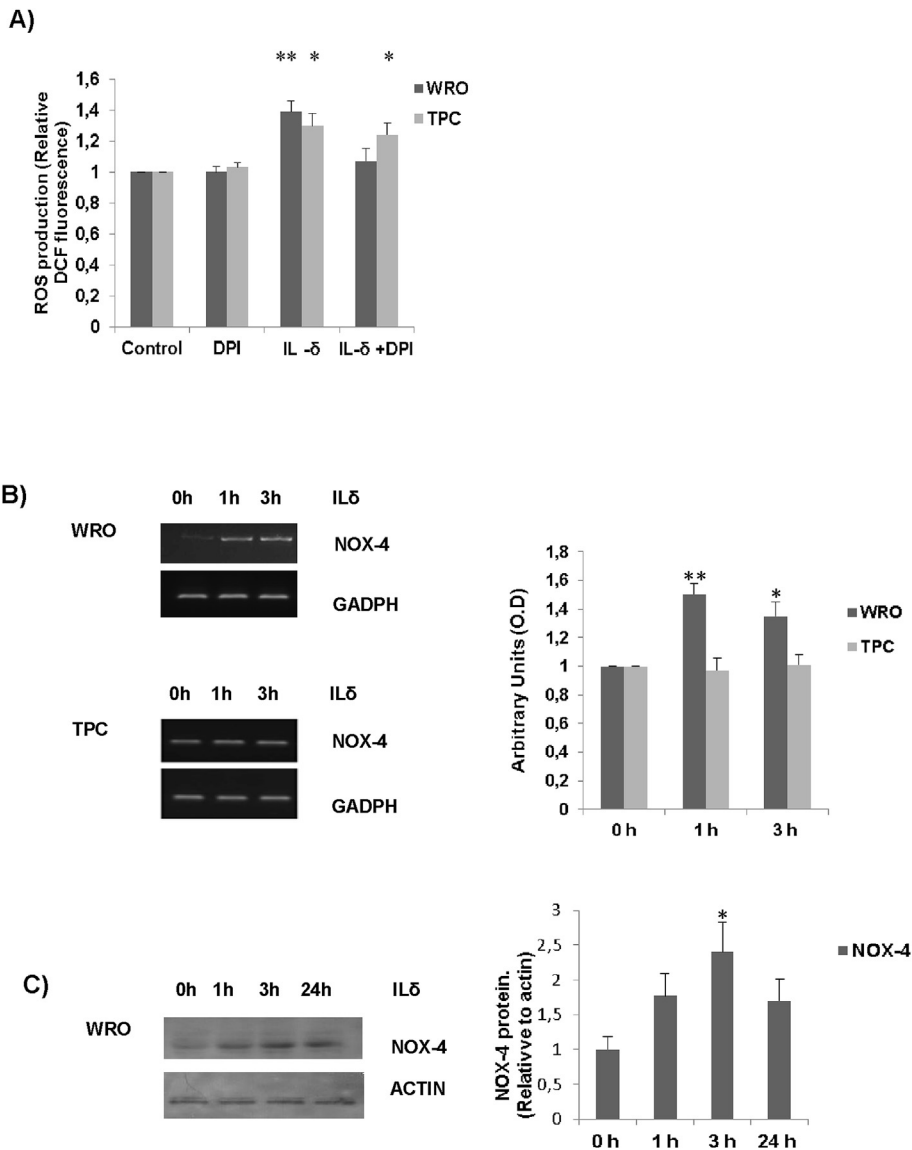 A)
** * *
1,6
1,4
1,2
1
0,8
0,6
0,4
0,2
0
ROS production (Relative
DCF fluorescence)
WRO
TPC
Control DPI IL -δ IL-δ +DPI
B)
0h 1h 3h ILδ
WRO
NOX-4
GADPH
0h 1h 3h ILδ
TPC
NOX-4
GADPH
1,8
1,6
1,4
1,2
1
0,8
0,6
0,4
0,2
0
Arbitrary Units (O.D)
** *
WRO
TPC
0 h 1 h 3 h
C)
0h 1h 3h 24h ILδ
WRO
NOX-4
ACTIN
3
2,5
2
1,5
1
0,5
0
NOX-4 protein.
(Relativve to actin)
*
NOX-4
0 h 1 h 3 h 24 h